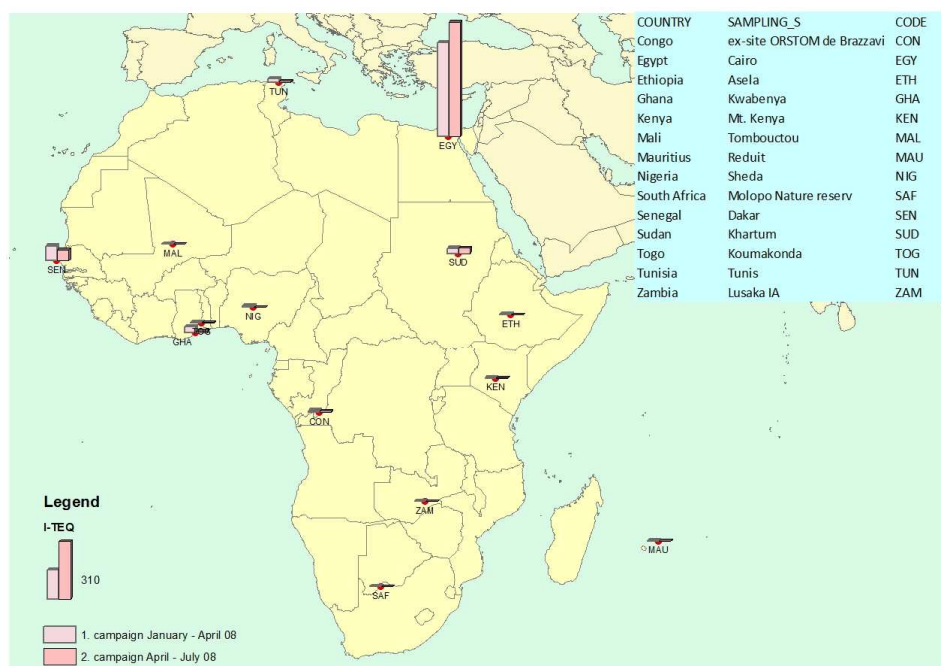 COUNTRY SAMPLING_S CODE
Congo ex-site ORSTOM de Brazzavi CON
Egypt Cairo EGY
Ethiopia Asela ETH
Ghana Kwabenya GHA
Kenya Mt. Kenya KEN
Mali Tombouctou MAL
Mauritius Reduit MAU
Nigeria Sheda NIG
South Africa Molopo Nature reserv SAF
Senegal Dakar SEN
Sudan Khartum SUD
Togo Koumakonda TOG
Tunisia Tunis TUN
Zambia Lusaka IA ZAM
TUN
EGY
MAL
SEN
SUD
NIG
ETH
TOG
GHA
KEN
CON
ZAM
MAU
SAF
Legend
I-TEQ
310
1. campaign January - April 08
2. campaign April - July 08